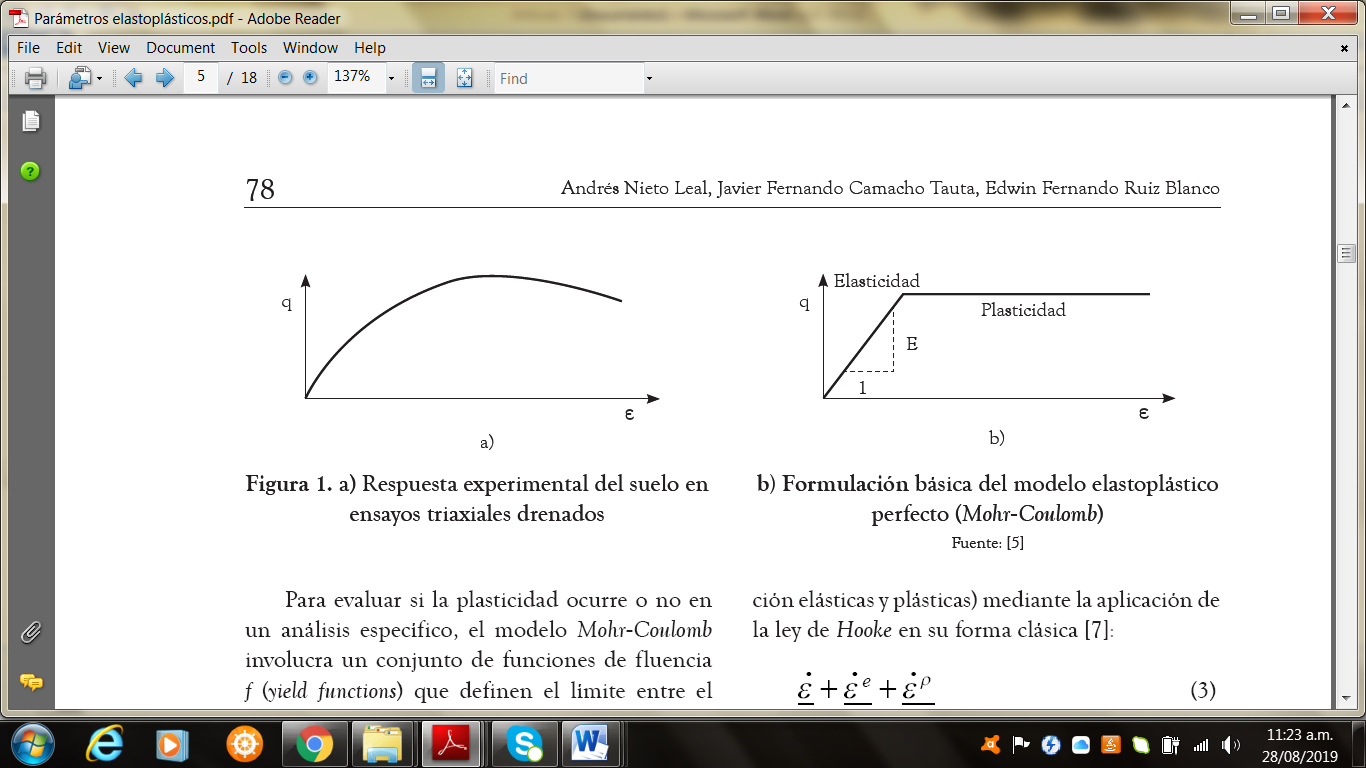 Parámetros elastoplásticos.pdf - Adobe Reader
File Edit View Document Tools Window Help
5 / 18 137% Find
78 Andrés Nieto Leal, Javier Fernando Camacho Tauta, Edwin Fernando Ruiz Blanco
q
ε
a)
Elasticidad
q
Plasticidad
E
1
ε
b)
Figura 1. a) Respuesta experimental del suelo en
ensayos triaxiales drenados
b) Formulación básica del modelo elastoplástico
perfecto (Mohr-Coulomb)
Fuente: [5]
Para evaluar si la plasticidad ocurre o no en
un análisis específico, el modelo Mohr-Coulomb
involucra un conjunto de funciones de fluencia
f (yield functions) que definen el límite entre el
ción elásticas y plásticas) mediante la aplicación de
la ley de Hooke en su forma clásica [7]:
ε̲̇ + ε̲̇ᵉ + ε̲̇ᵖ (3)
11:23 a.m.
28/08/2019